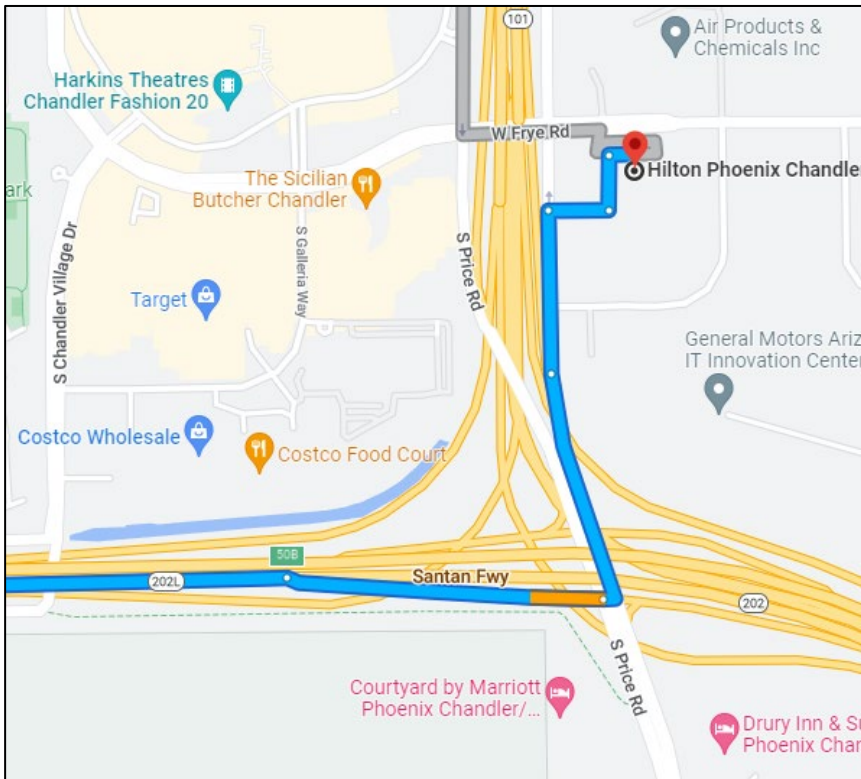 101
Air Products &
Chemicals Inc
Harkins Theatres
Chandler Fashion 20
W Frye Rd
Hilton Phoenix Chandler
The Sicilian
Butcher Chandler
ark
S Galleria Way
S Price Rd
S Chandler Village Dr
Target
General Motors Ariz
IT Innovation Center
Costco Wholesale
Costco Food Court
50B
202L
Santan Fwy
202
S Price Rd
Courtyard by Marriott
Phoenix Chandler/...
Drury Inn & Su
Phoenix Chan